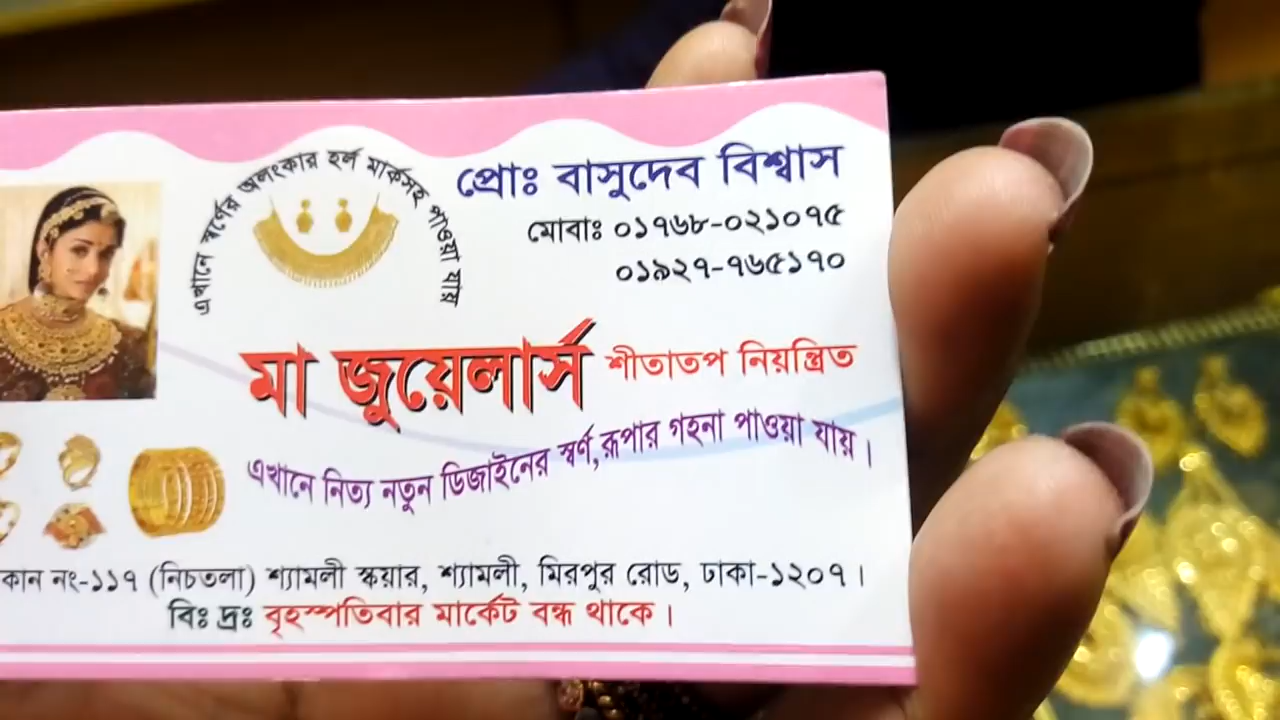 এখানে স্বর্ণের অলংকার হল মার্কসহ পাওয়া যায়
প্রোঃ বাসুদেব বিশ্বাস
মোবাঃ ০১৭৬৮-০২১০৭৫
০১৯২৭-৭৬৫১৭০
মা জুয়েলার্স শীতাতপ নিয়ন্ত্রিত
এখানে নিত্য নতুন ডিজাইনের স্বর্ণ,রূপার গহনা পাওয়া যায়।
কান নং-১১৭ (নিচতলা) শ্যামলী স্কয়ার, শ্যামলী, মিরপুর রোড, ঢাকা-১২০৭।
বিঃ দ্রঃ বৃহস্পতিবার মার্কেট বন্ধ থাকে।